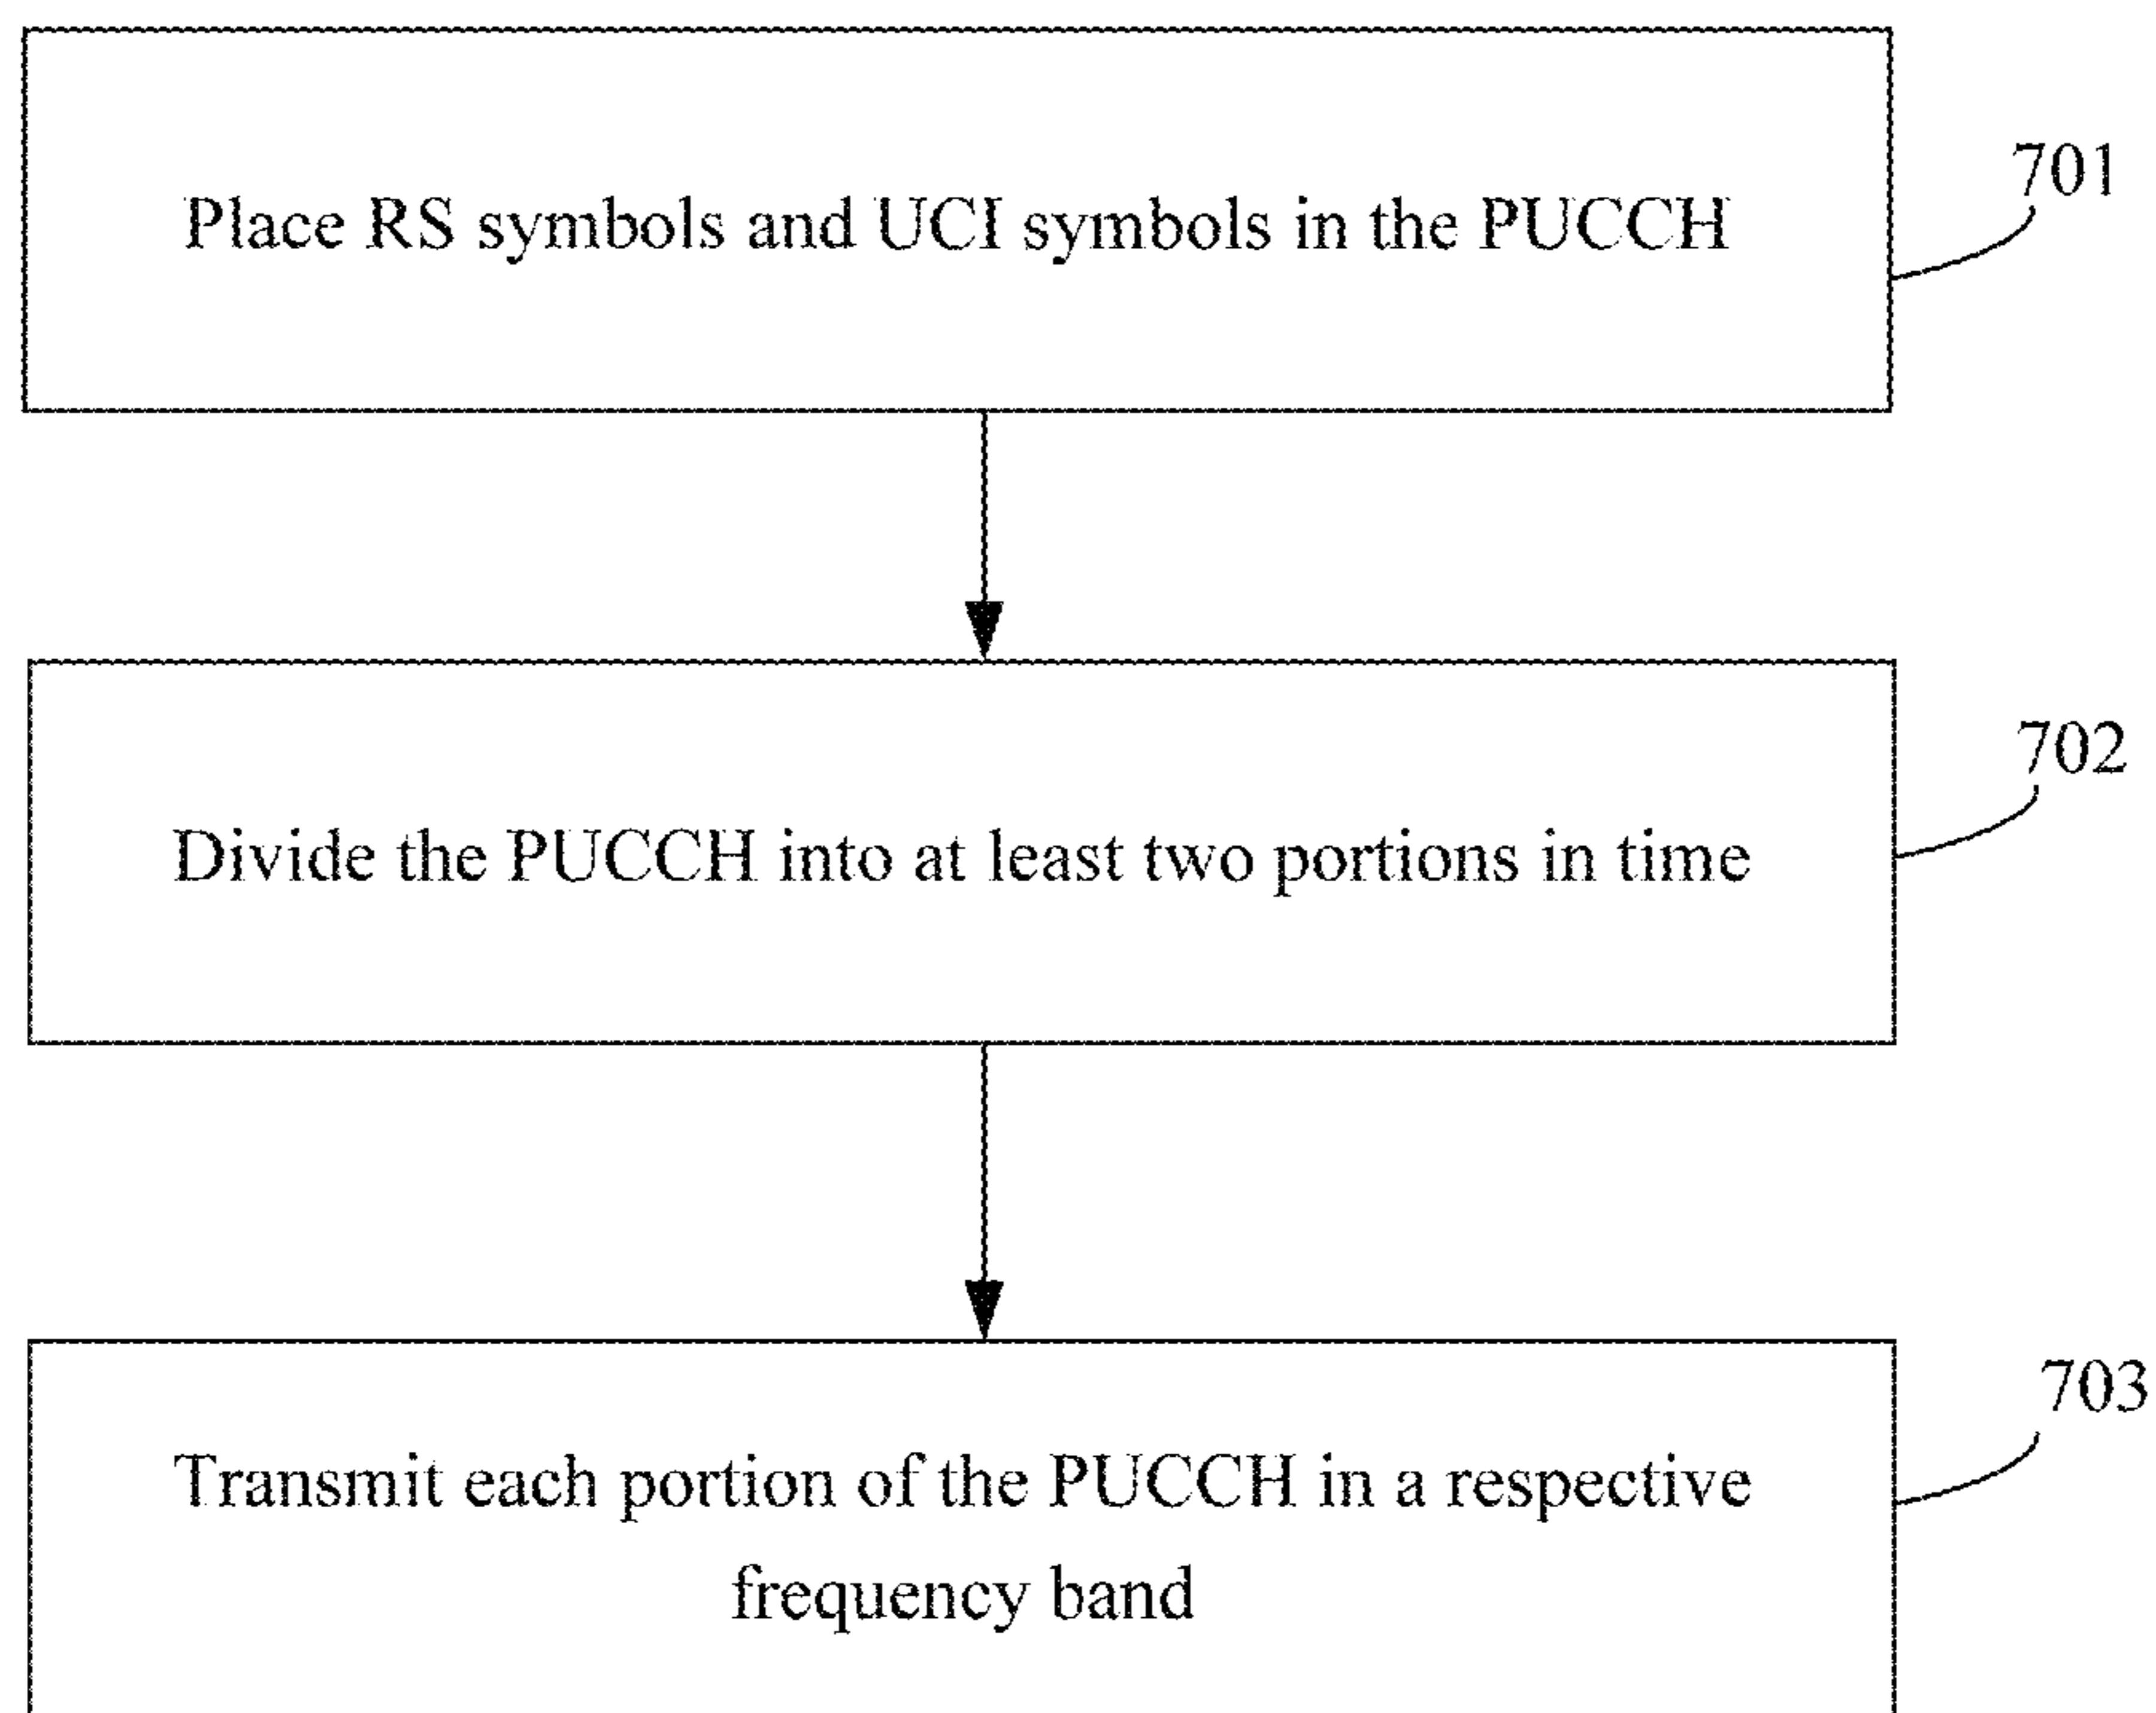 Place RS symbols and UCI symbols in the PUCCH
701
Divide the PUCCH into at least two portions in time
702
Transmit each portion of the PUCCH in a respective
frequency band
703